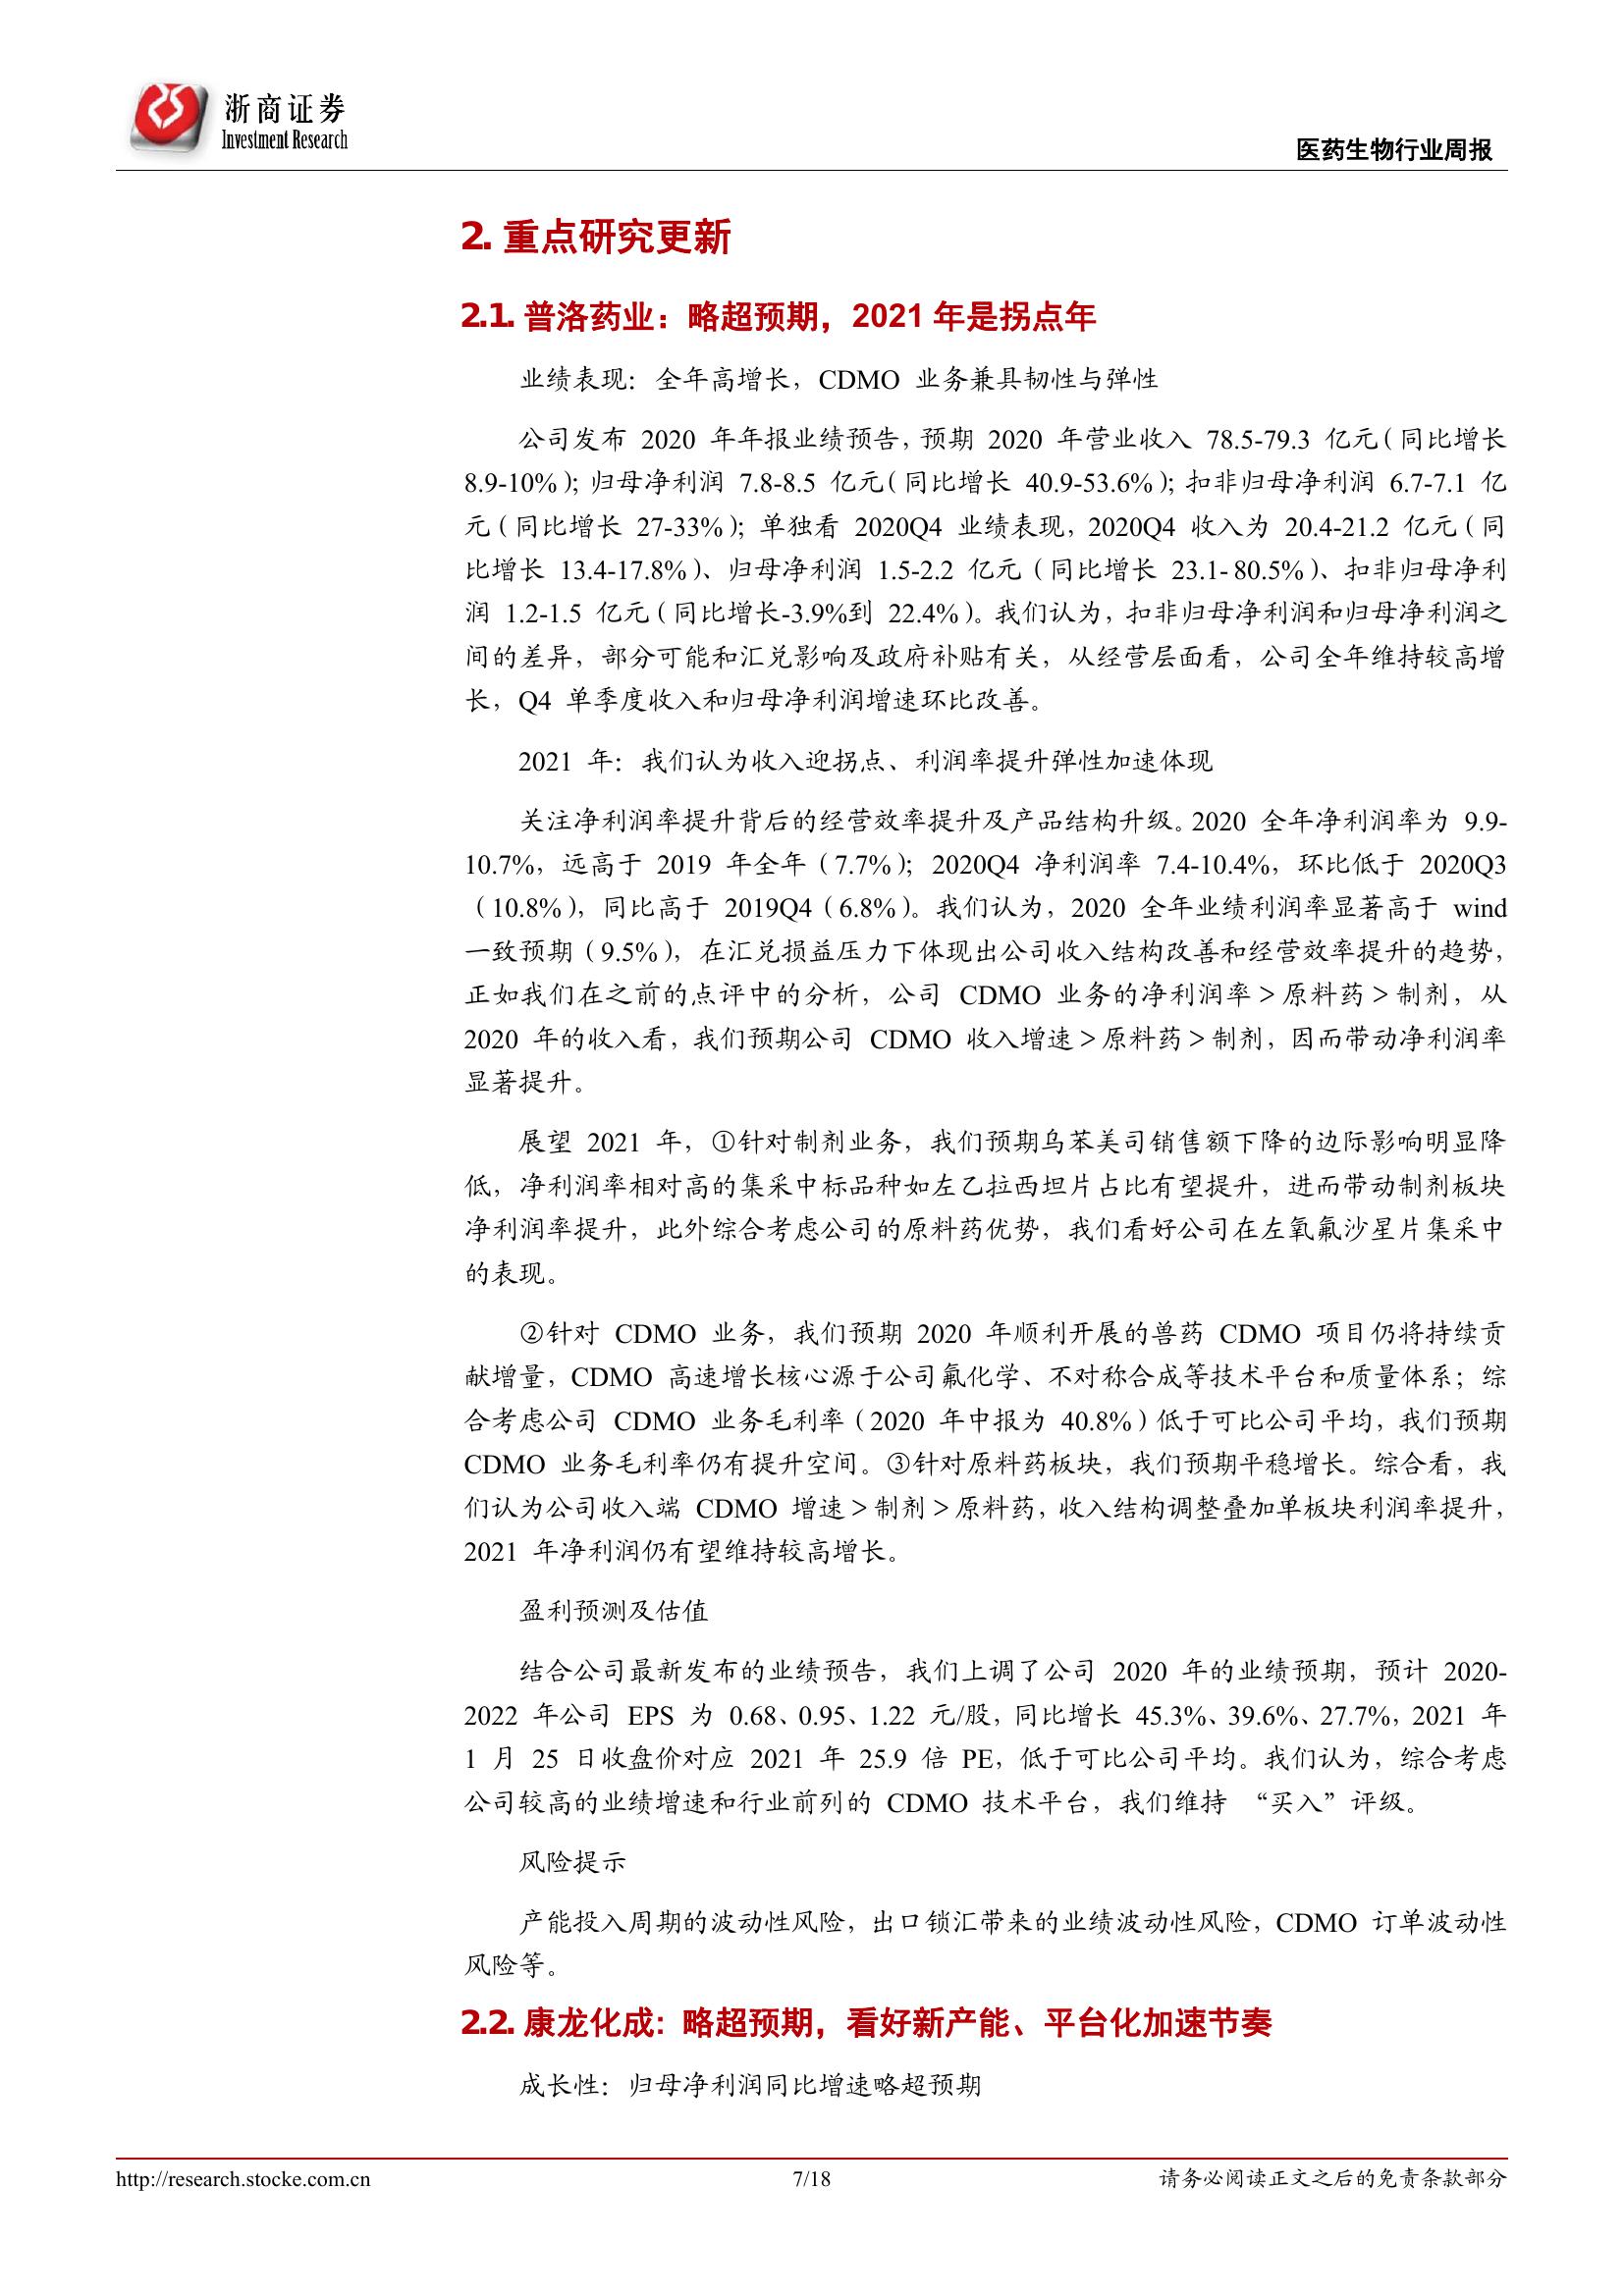 浙商证券
Investment Research
医药生物行业周报
2. 重点研究更新
2.1. 普洛药业：略超预期，2021 年是拐点年
业绩表现：全年高增长，CDMO 业务兼具韧性与弹性
公司发布 2020 年年报业绩预告，预期 2020 年营业收入 78.5-79.3 亿元（同比增长
8.9-10%）；归母净利润 7.8-8.5 亿元（同比增长 40.9-53.6%）；扣非归母净利润 6.7-7.1 亿
元（同比增长 27-33%）；单独看 2020Q4 业绩表现，2020Q4 收入为 20.4-21.2 亿元（同
比增长 13.4-17.8%）、归母净利润 1.5-2.2 亿元（同比增长 23.1- 80.5%）、扣非归母净利
润 1.2-1.5 亿元（同比增长-3.9%到 22.4%）。我们认为，扣非归母净利润和归母净利润之
间的差异，部分可能和汇兑影响及政府补贴有关，从经营层面看，公司全年维持较高增
长，Q4 单季度收入和归母净利润增速环比改善。
2021 年：我们认为收入迎拐点、利润率提升弹性加速体现
关注净利润率提升背后的经营效率提升及产品结构升级。2020 全年净利润率为 9.9-
10.7%，远高于 2019 年全年（7.7%）；2020Q4 净利润率 7.4-10.4%，环比低于 2020Q3
（10.8%），同比高于 2019Q4（6.8%）。我们认为，2020 全年业绩利润率显著高于 wind
一致预期（9.5%），在汇兑损益压力下体现出公司收入结构改善和经营效率提升的趋势，
正如我们在之前的点评中的分析，公司 CDMO 业务的净利润率＞原料药＞制剂，从
2020 年的收入看，我们预期公司 CDMO 收入增速＞原料药＞制剂，因而带动净利润率
显著提升。
展望 2021 年，①针对制剂业务，我们预期乌苯美司销售额下降的边际影响明显降
低，净利润率相对高的集采中标品种如左乙拉西坦片占比有望提升，进而带动制剂板块
净利润率提升，此外综合考虑公司的原料药优势，我们看好公司在左氧氟沙星片集采中
的表现。
②针对 CDMO 业务，我们预期 2020 年顺利开展的兽药 CDMO 项目仍将持续贡
献增量，CDMO 高速增长核心源于公司氟化学、不对称合成等技术平台和质量体系；综
合考虑公司 CDMO 业务毛利率（2020 年中报为 40.8%）低于可比公司平均，我们预期
CDMO 业务毛利率仍有提升空间。③针对原料药板块，我们预期平稳增长。综合看，我
们认为公司收入端 CDMO 增速＞制剂＞原料药，收入结构调整叠加单板块利润率提升，
2021 年净利润仍有望维持较高增长。
盈利预测及估值
结合公司最新发布的业绩预告，我们上调了公司 2020 年的业绩预期，预计 2020-
2022 年公司 EPS 为 0.68、0.95、1.22 元/股，同比增长 45.3%、39.6%、27.7%，2021 年
1 月 25 日收盘价对应 2021 年 25.9 倍 PE，低于可比公司平均。我们认为，综合考虑
公司较高的业绩增速和行业前列的 CDMO 技术平台，我们维持 “买入”评级。
风险提示
产能投入周期的波动性风险，出口锁汇带来的业绩波动性风险，CDMO 订单波动性
风险等。
2.2. 康龙化成：略超预期，看好新产能、平台化加速节奏
成长性：归母净利润同比增速略超预期
http://research.stocke.com.cn
7/18
请务必阅读正文之后的免责条款部分